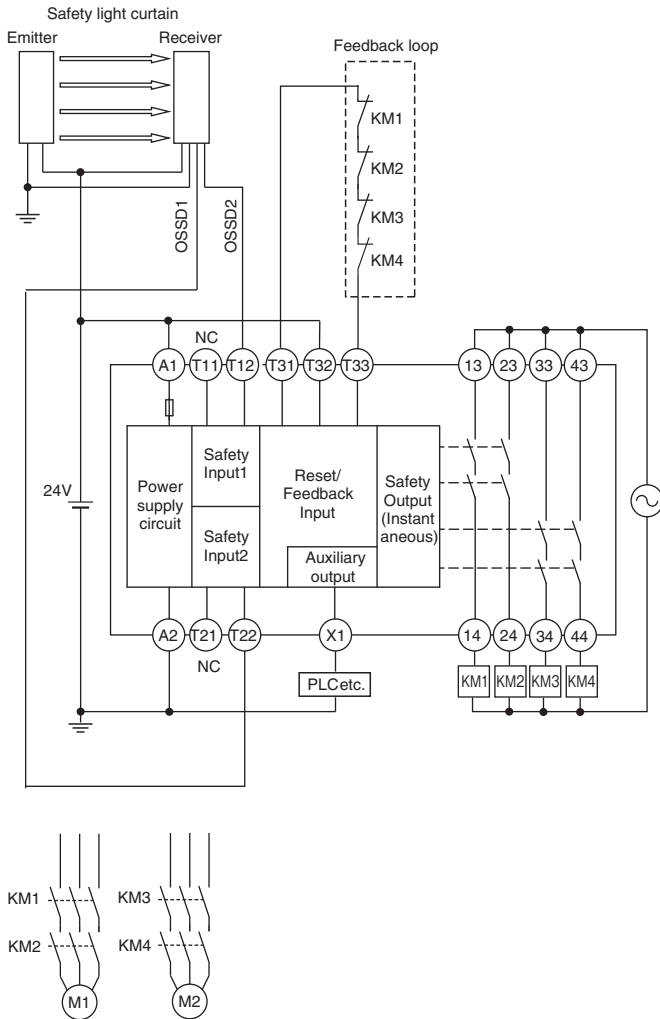 Safety light curtain
Emitter
Receiver
Feedback loop
KM1
KM2
KM3
KM4
OSSD1
OSSD2
NC
A1
T11
T12
T31
T32
T33
13
23
33
43
24V
Power
supply
circuit
Safety
Input1
Safety
Input2
Reset/
Feedback
Input
Auxiliary
output
Safety
Output
(Instant
aneous)
A2
T21
T22
X1
14
24
34
44
NC
PLC etc.
KM1
KM2
KM3
KM4
KM1
KM3
KM2
KM4
M1
M2